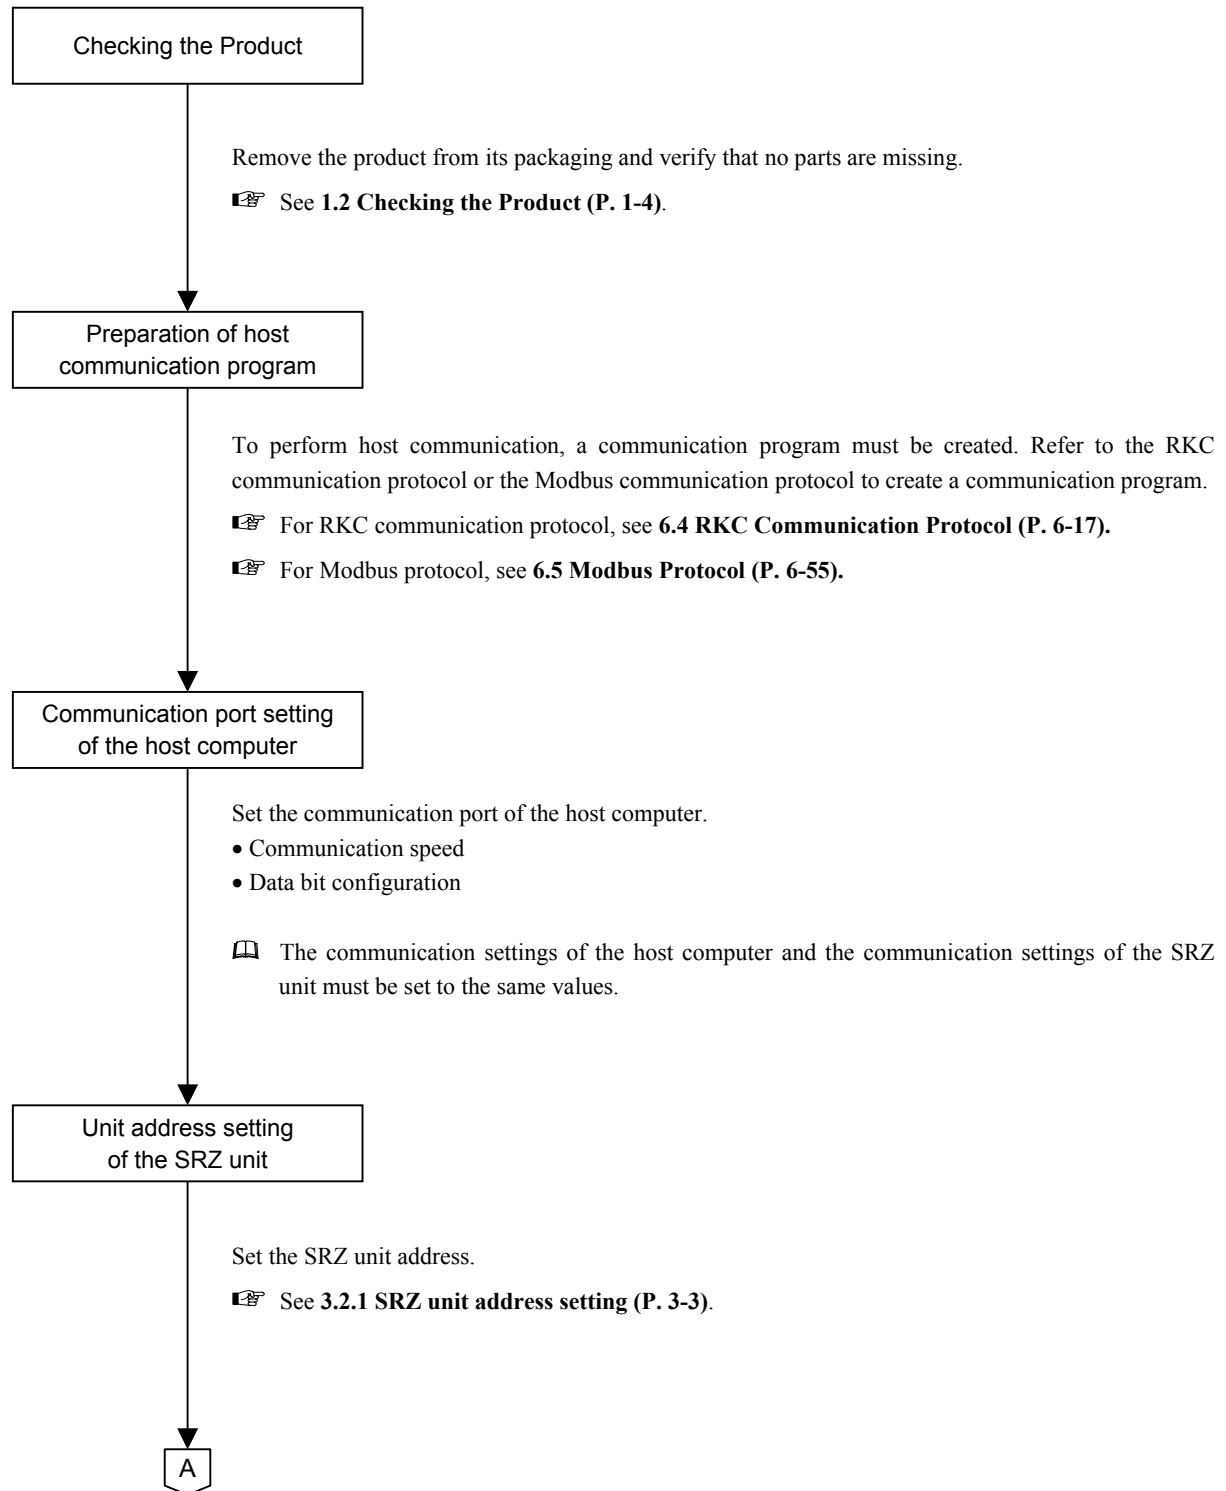 Checking the Product
Remove the product from its packaging and verify that no parts are missing.
☞ See 1.2 Checking the Product (P. 1-4).
Preparation of host
communication program
To perform host communication, a communication program must be created. Refer to the RKC
communication protocol or the Modbus communication protocol to create a communication program.
☞ For RKC communication protocol, see 6.4 RKC Communication Protocol (P. 6-17).
☞ For Modbus protocol, see 6.5 Modbus Protocol (P. 6-55).
Communication port setting
of the host computer
Set the communication port of the host computer.
• Communication speed
• Data bit configuration
The communication settings of the host computer and the communication settings of the SRZ
unit must be set to the same values.
Unit address setting
of the SRZ unit
Set the SRZ unit address.
☞ See 3.2.1 SRZ unit address setting (P. 3-3).
A